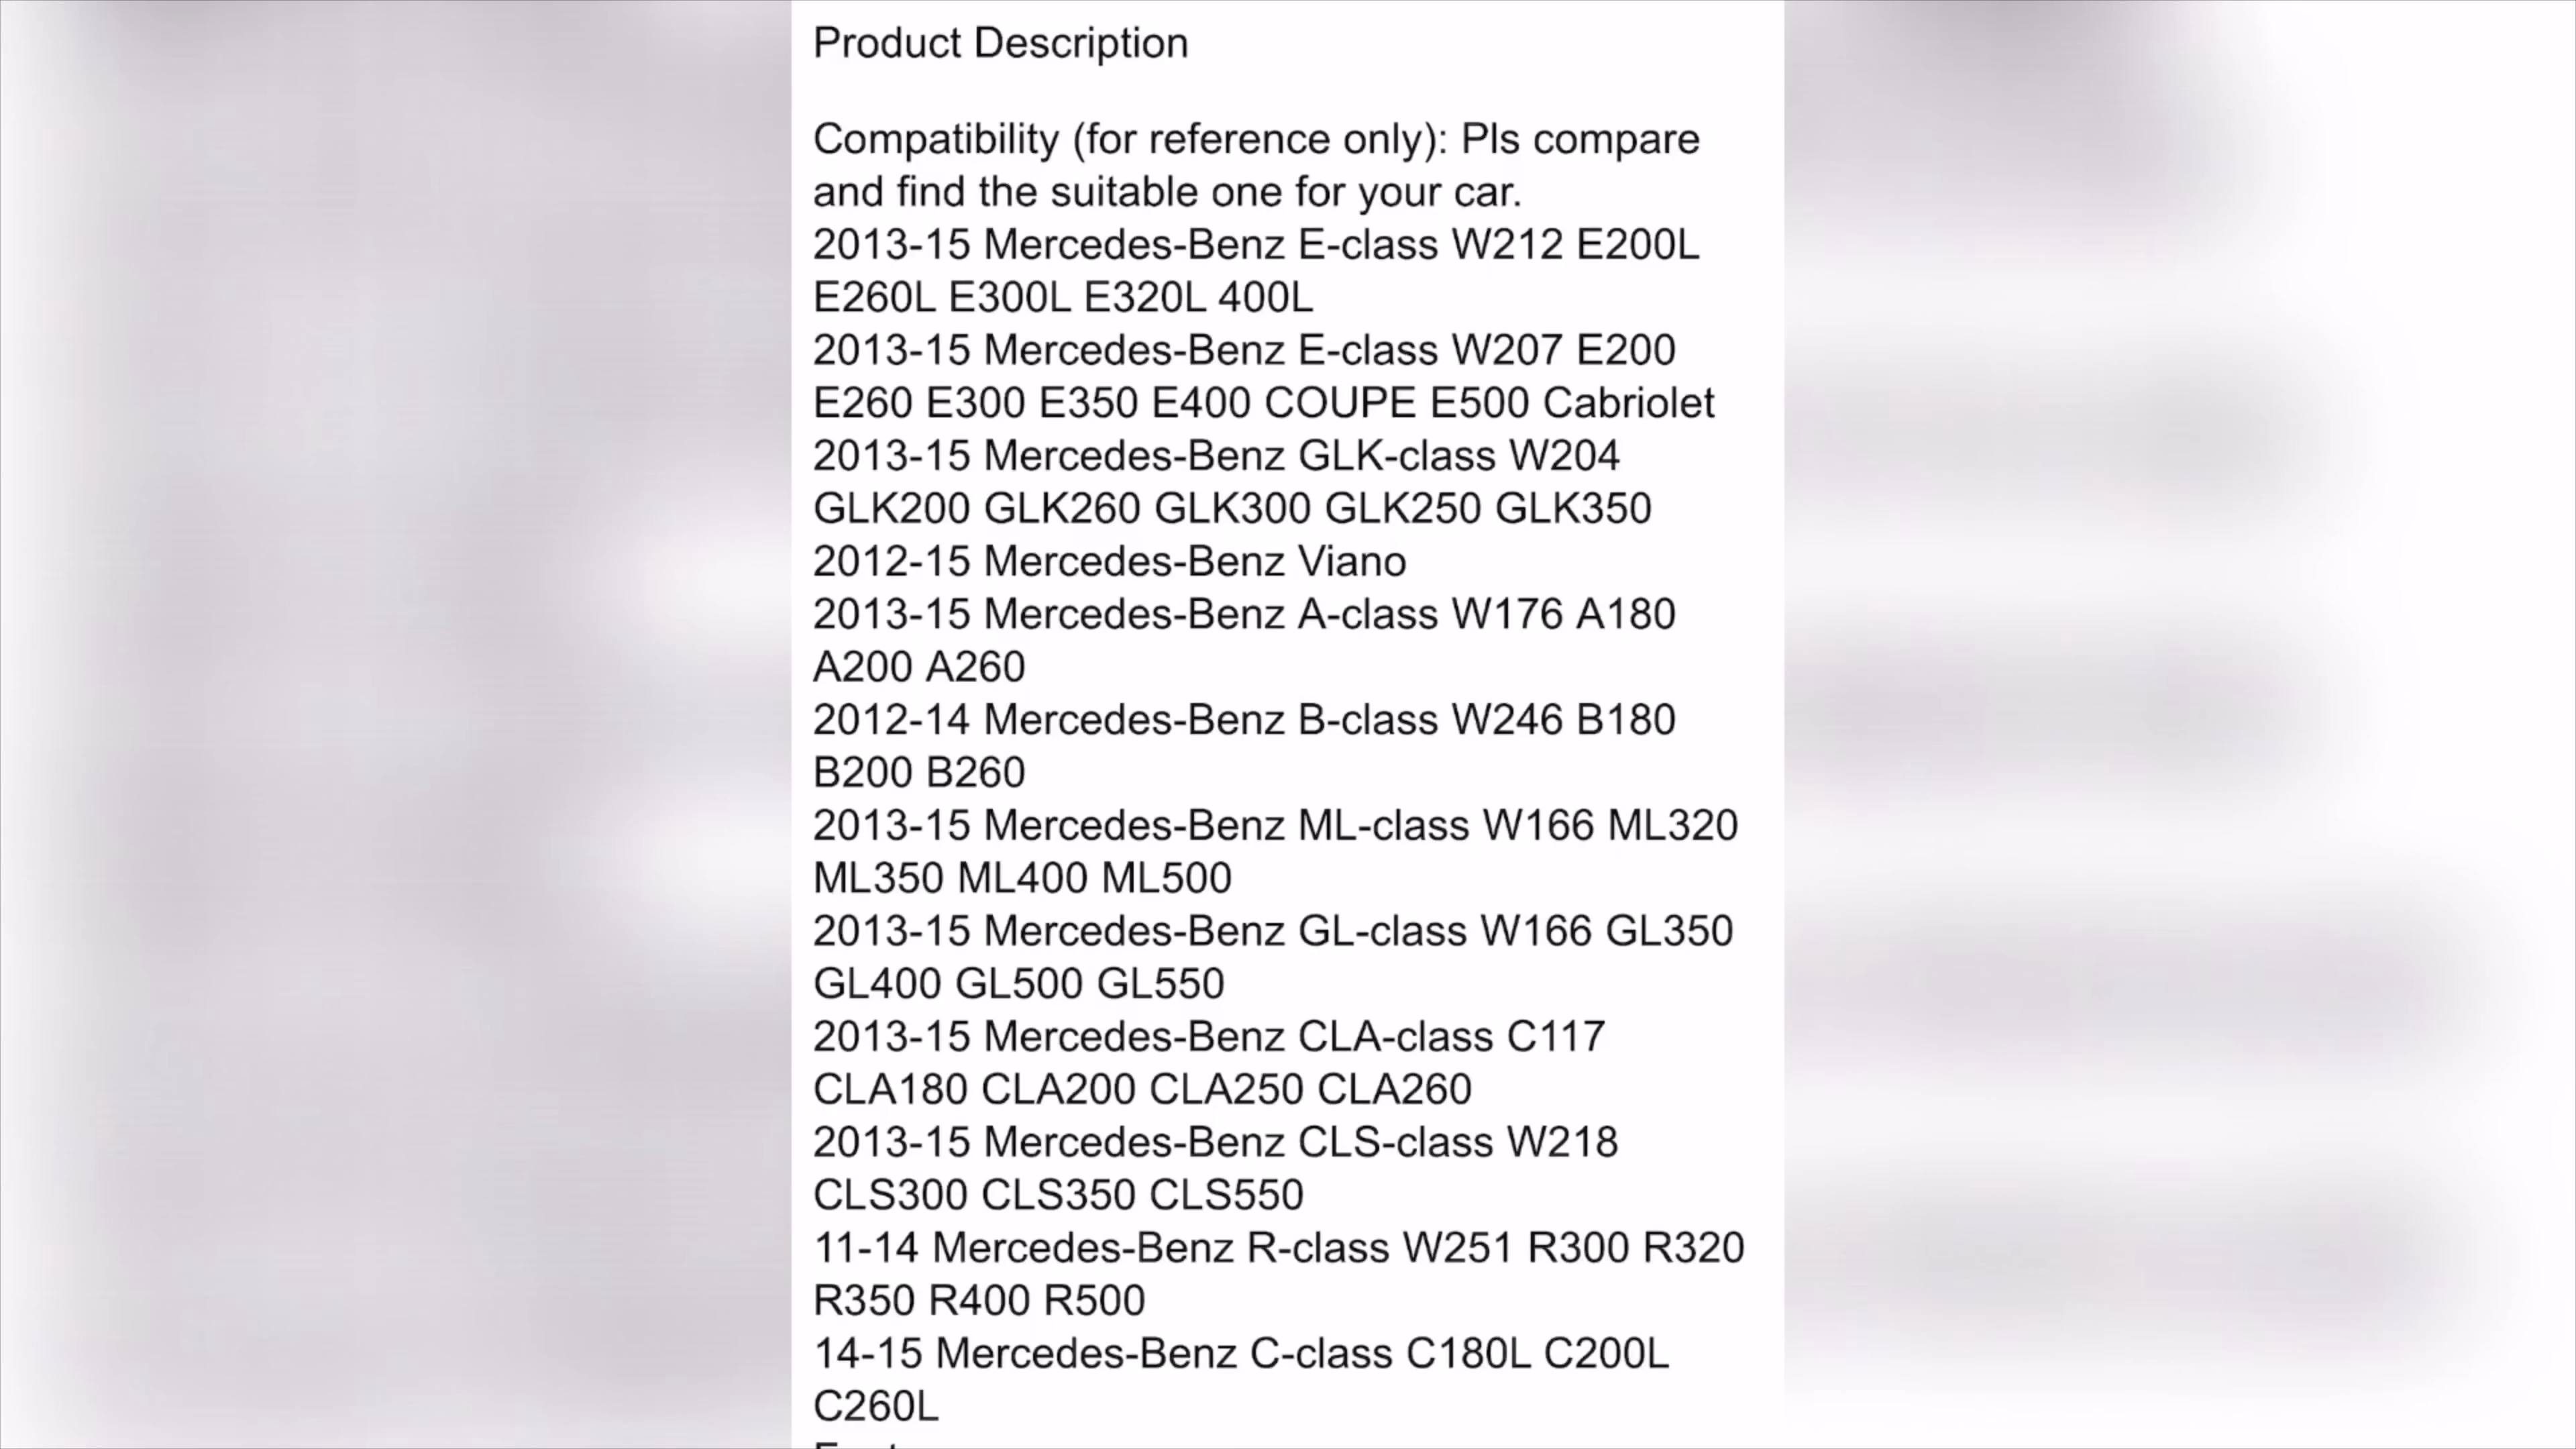 Product Description
Compatibility (for reference only): Pls compare
and find the suitable one for your car.
2013-15 Mercedes-Benz E-class W212 E200L
E260L E300L E320L 400L
2013-15 Mercedes-Benz E-class W207 E200
E260 E300 E350 E400 COUPE E500 Cabriolet
2013-15 Mercedes-Benz GLK-class W204
GLK200 GLK260 GLK300 GLK250 GLK350
2012-15 Mercedes-Benz Viano
2013-15 Mercedes-Benz A-class W176 A180
A200 A260
2012-14 Mercedes-Benz B-class W246 B180
B200 B260
2013-15 Mercedes-Benz ML-class W166 ML320
ML350 ML400 ML500
2013-15 Mercedes-Benz GL-class W166 GL350
GL400 GL500 GL550
2013-15 Mercedes-Benz CLA-class C117
CLA180 CLA200 CLA250 CLA260
2013-15 Mercedes-Benz CLS-class W218
CLS300 CLS350 CLS550
11-14 Mercedes-Benz R-class W251 R300 R320
R350 R400 R500
14-15 Mercedes-Benz C-class C180L C200L
C260L